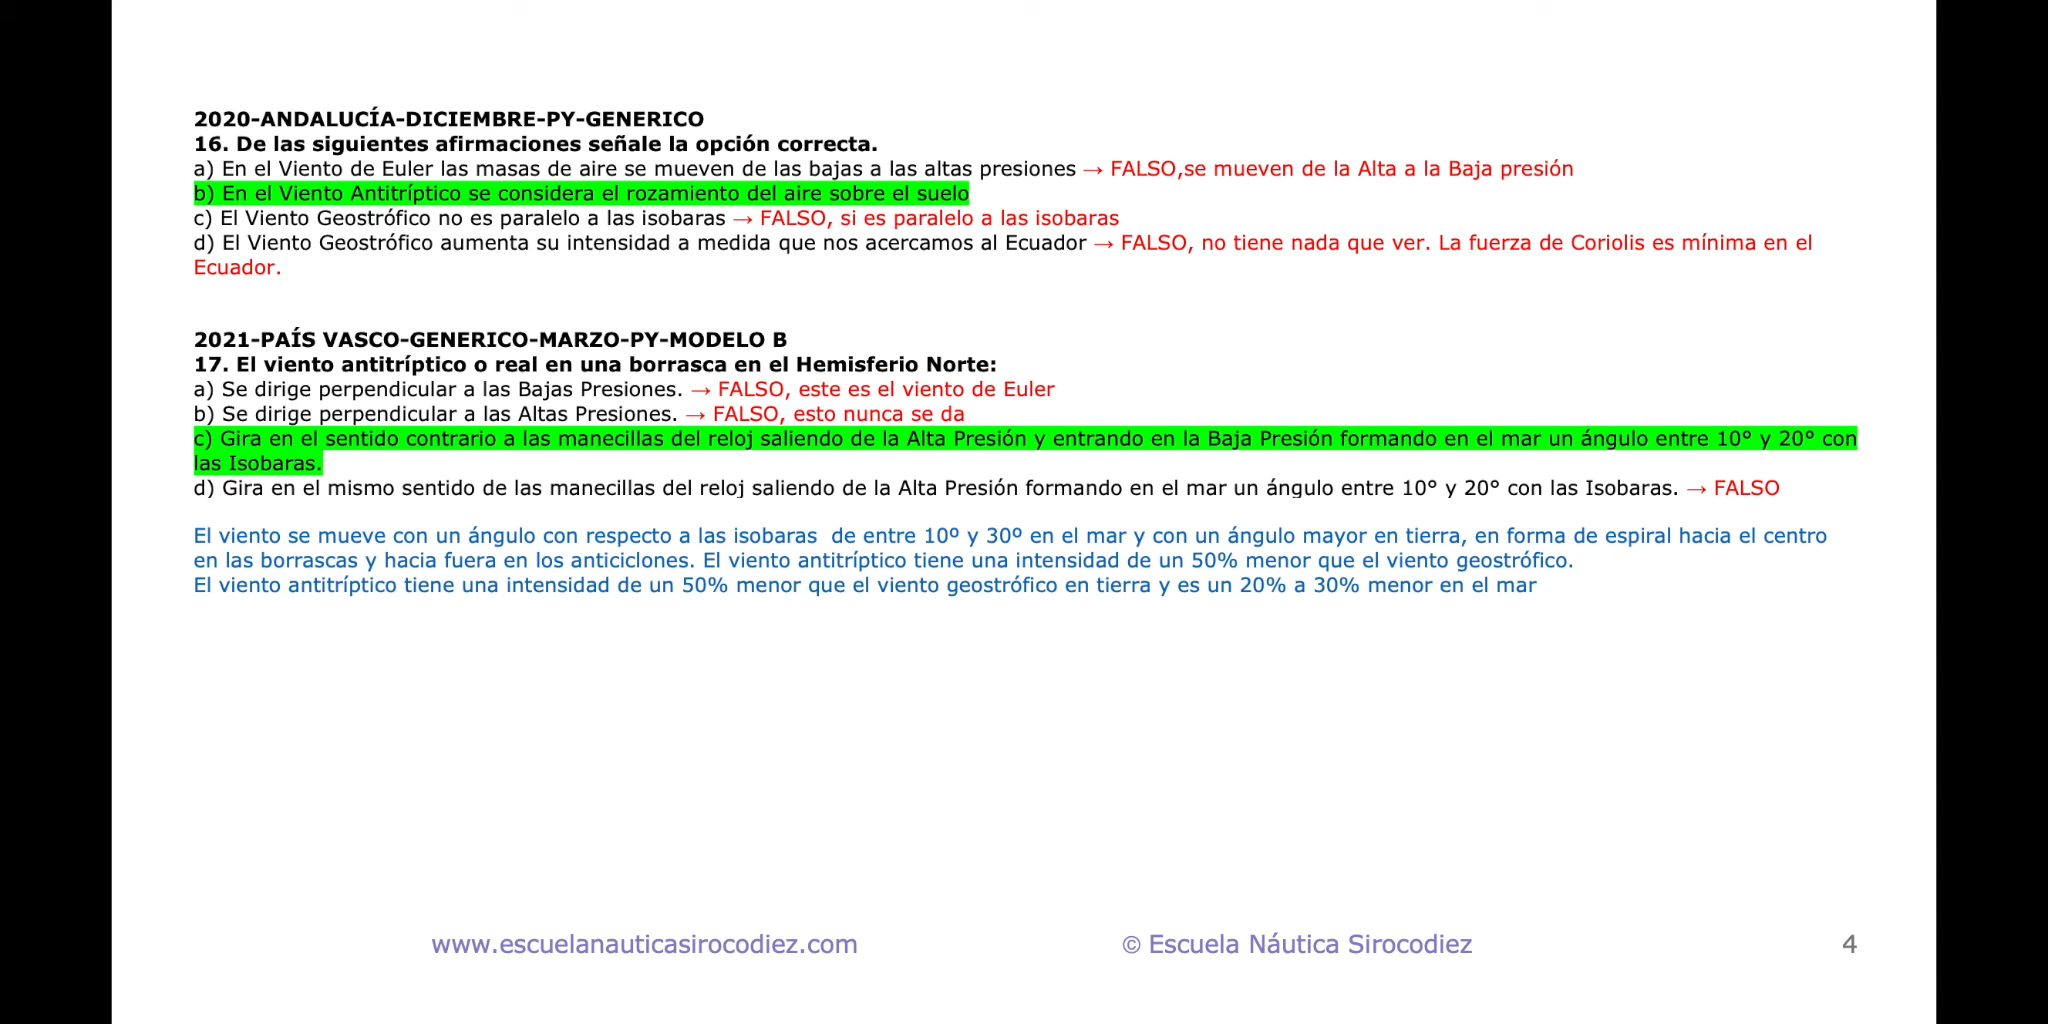 2020-ANDALUCÍA-DICIEMBRE-PY-GENERICO
16. De las siguientes afirmaciones señale la opción correcta.
a) En el Viento de Euler las masas de aire se mueven de las bajas a las altas presiones → FALSO,se mueven de la Alta a la Baja presión
b) En el Viento Antitríptico se considera el rozamiento del aire sobre el suelo
c) El Viento Geostrófico no es paralelo a las isobaras → FALSO, si es paralelo a las isobaras
d) El Viento Geostrófico aumenta su intensidad a medida que nos acercamos al Ecuador → FALSO, no tiene nada que ver. La fuerza de Coriolis es mínima en el
Ecuador.
2021-PAÍS VASCO-GENERICO-MARZO-PY-MODELO B
17. El viento antitríptico o real en una borrasca en el Hemisferio Norte:
a) Se dirige perpendicular a las Bajas Presiones. → FALSO, este es el viento de Euler
b) Se dirige perpendicular a las Altas Presiones. → FALSO, esto nunca se da
c) Gira en el sentido contrario a las manecillas del reloj saliendo de la Alta Presión y entrando en la Baja Presión formando en el mar un ángulo entre 10° y 20° con
las Isobaras.
d) Gira en el mismo sentido de las manecillas del reloj saliendo de la Alta Presión formando en el mar un ángulo entre 10° y 20° con las Isobaras. → FALSO
El viento se mueve con un ángulo con respecto a las isobaras  de entre 10º y 30º en el mar y con un ángulo mayor en tierra, en forma de espiral hacia el centro
en las borrascas y hacia fuera en los anticiclones. El viento antitríptico tiene una intensidad de un 50% menor que el viento geostrófico.
El viento antitríptico tiene una intensidad de un 50% menor que el viento geostrófico en tierra y es un 20% a 30% menor en el mar
www.escuelanauticasirocodiez.com © Escuela Náutica Sirocodiez 4